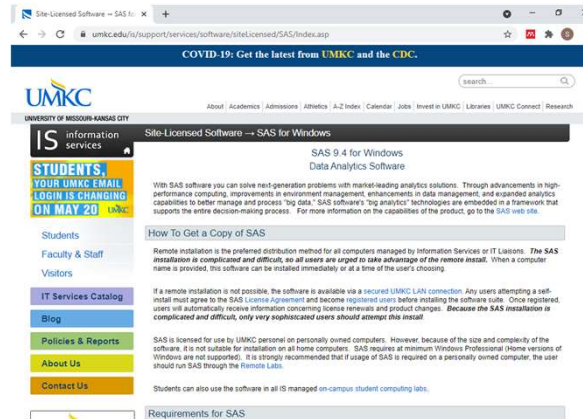 Site-Licensed Software — SAS fo
umkc.edu/is/support/services/software/siteLicensed/SAS/Index.asp
COVID-19: Get the latest from UMKC and the CDC.
search...
UMKC
About Academics Admissions Athletics A-Z Index Calendar Jobs Invest in UMKC Libraries UMKC Connect Research
UNIVERSITY OF MISSOURI-KANSAS CITY
IS information services
Site-Licensed Software → SAS for Windows
SAS 9.4 for Windows
Data Analytics Software
STUDENTS,
YOUR UMKC EMAIL
LOGIN IS CHANGING
ON MAY 20 UMKC
With SAS software you can solve next-generation problems with market-leading analytics solutions. Through advancements in high-
performance computing, improvements in environment management, enhancements in data management, and expanded analytics
capabilities to better manage and process "big data," SAS software's "big analytics" technologies are embedded in a framework that
supports the entire decision-making process. For more information on the capabilities of the product, go to the SAS web site.
Students
Faculty & Staff
Visitors
IT Services Catalog
Blog
Policies & Reports
About Us
Contact Us
How To Get a Copy of SAS
Remote installation is the preferred distribution method for all computers managed by Information Services or IT Liaisons. The SAS
installation is complicated and difficult, so all users are urged to take advantage of the remote install. When a computer
name is provided, this software can be installed immediately or at a time of the user's choosing.
If a remote installation is not possible, the software is available via a secured UMKC LAN connection. Any users attempting a self-
install must agree to the SAS License Agreement and become registered users before installing the software suite. Once registered,
users will automatically receive information concerning license renewals and product changes. Because the SAS installation is
complicated and difficult, only very sophisticated users should attempt this install.
SAS is licensed for use by UMKC personel on personally owned computers. However, because of the size and complexity of the
software, it is not suitable for installation on all home computers. SAS requires at minimum Windows Professional (Home versions of
Windows are not supported). It is strongly recommended that if usage of SAS is required on a personally owned computer, the user
should run SAS through the Remote Labs.
Students can also use the software in all IS managed on-campus student computing labs.
Requirements for SAS